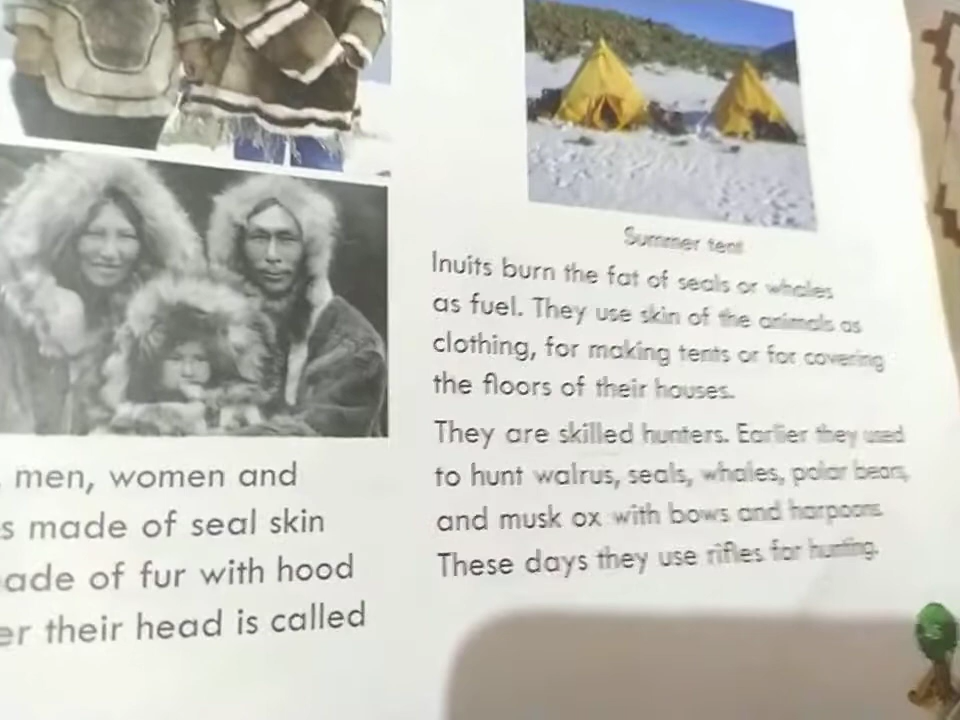 men, women and
s made of seal skin
ade of fur with hood
er their head is called
Summer tent
Inuits burn the fat of seals or whales
as fuel. They use skin of the animals as
clothing, for making tents or for covering
the floors of their houses.
They are skilled hunters. Earlier they used
to hunt walrus, seals, whales, polar bears,
and musk ox with bows and harpoons.
These days they use rifles for hunting.